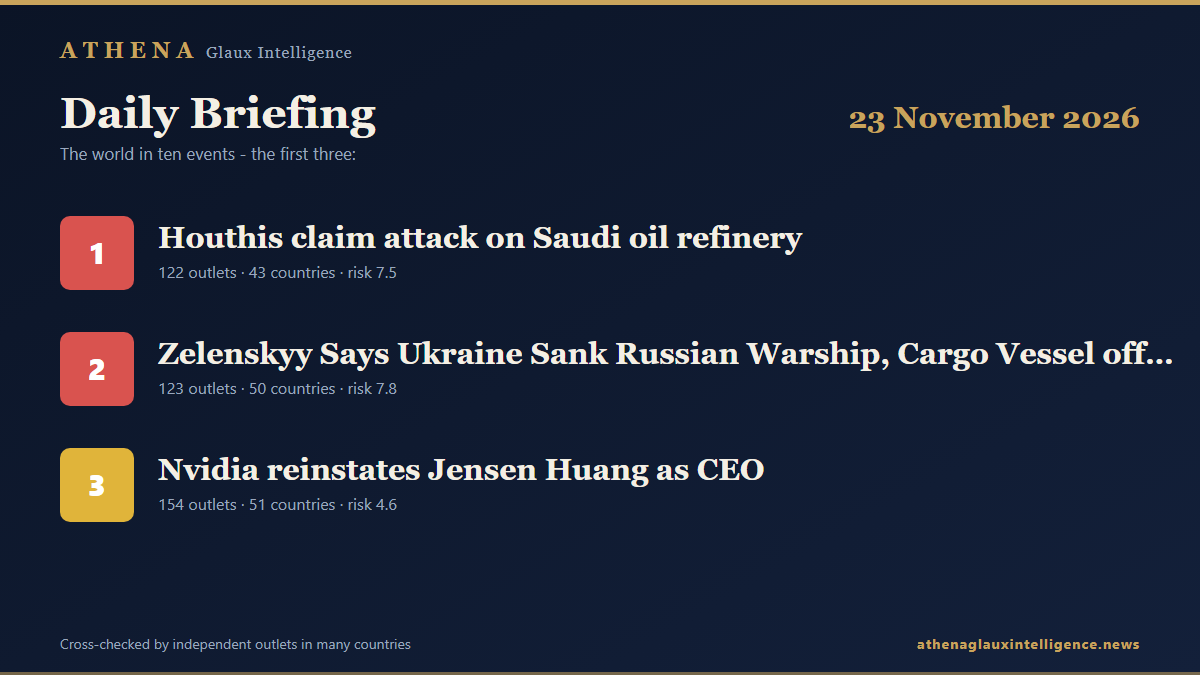 ATHENA Glaux Intelligence
Daily Briefing
23 November 2026
The world in ten events - the first three:
1
Houthis claim attack on Saudi oil refinery
122 outlets · 43 countries · risk 7.5
2
Zelenskyy Says Ukraine Sank Russian Warship, Cargo Vessel off...
123 outlets · 50 countries · risk 7.8
3
Nvidia reinstates Jensen Huang as CEO
154 outlets · 51 countries · risk 4.6
Cross-checked by independent outlets in many countries
athenaglauxintelligence.news